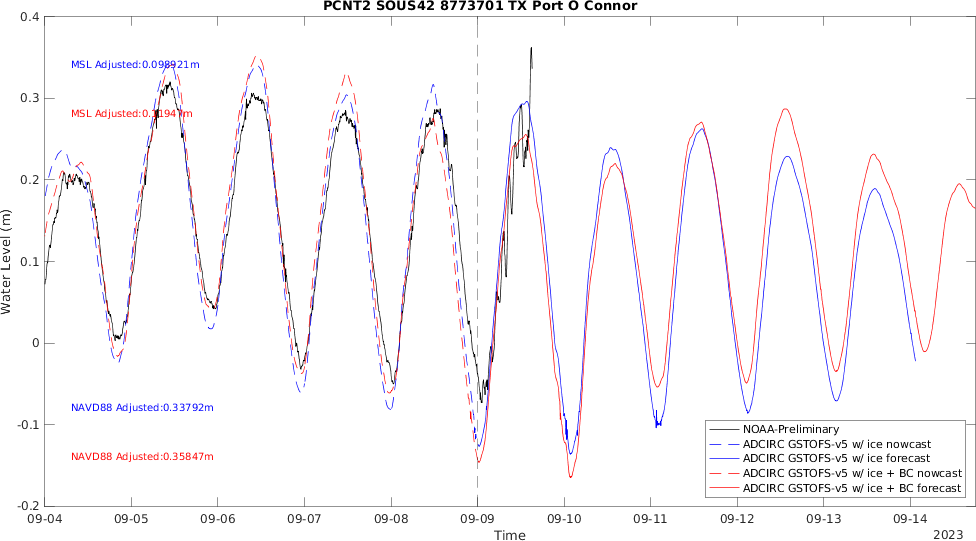 PCNT2 SOUS42 8773701 TX Port O Connor
0.4
0.3
0.2
0.1
0
-0.1
-0.2
Water Level (m)
MSL Adjusted:0.098921m
MSL Adjusted:0.11947m
NAVD88 Adjusted:0.33792m
NAVD88 Adjusted:0.35847m
NOAA-Preliminary
ADCIRC GSTOFS-v5 w/ ice nowcast
ADCIRC GSTOFS-v5 w/ ice forecast
ADCIRC GSTOFS-v5 w/ ice + BC nowcast
ADCIRC GSTOFS-v5 w/ ice + BC forecast
09-04 09-05 09-06 09-07 09-08 09-09 09-10 09-11 09-12 09-13 09-14
Time
2023